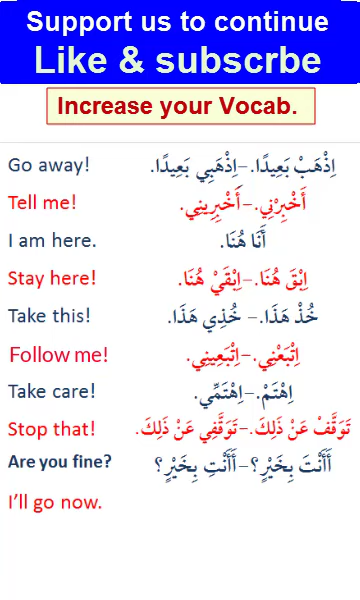 Support us to continue
Like & subscrbe
Increase your Vocab.
Go away! اِذْهَبْ بَعِيدًا.–اِذْهَبِي بَعِيدًا.
Tell me! أَخْبِرْنِي.–أَخْبِرِينِي.
I am here. أَنَا هُنَا.
Stay here! اِبْقَ هُنَا.–اِبْقَيْ هُنَا.
Take this! خُذْ هَذَا.– خُذِي هَذَا.
Follow me! اِتْبَعْنِي.–اِتْبَعِينِي.
Take care! اِهْتَمْ.–اِهْتَمِّي.
Stop that! تَوَقَّفْ عَنْ ذَلِكَ.–تَوَقَّفِي عَنْ ذَلِكَ.
Are you fine? أَأَنْتَ بِخَيْرٍ؟–أَأَنْتِ بِخَيْرٍ؟
I’ll go now.